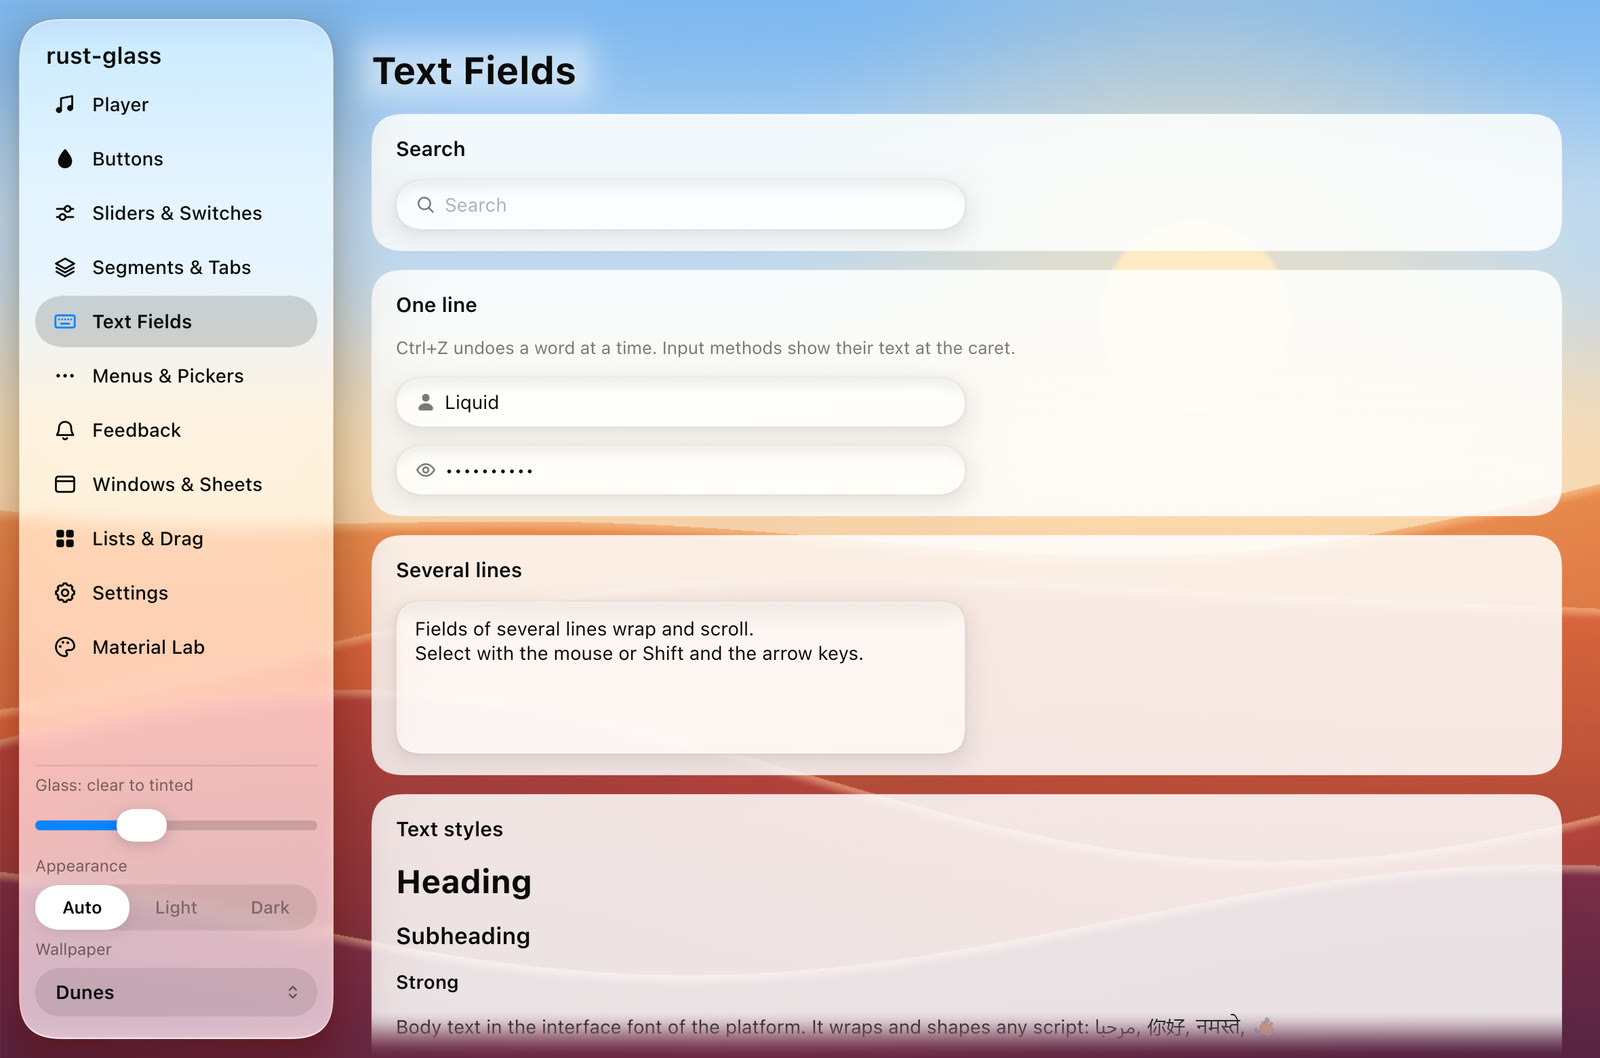 rust-glass
Player
Buttons
Sliders & Switches
Segments & Tabs
Text Fields
Menus & Pickers
Feedback
Windows & Sheets
Lists & Drag
Settings
Material Lab
Glass: clear to tinted
Appearance
Auto Light Dark
Wallpaper
Dunes
Text Fields
Search
Search
One line
Ctrl+Z undoes a word at a time. Input methods show their text at the caret.
Liquid
••••••••••
Several lines
Fields of several lines wrap and scroll.
Select with the mouse or Shift and the arrow keys.
Text styles
Heading
Subheading
Strong
Body text in the interface font of the platform. It wraps and shapes any script: مرحبا, 你好, नमस्ते, 👋🏽